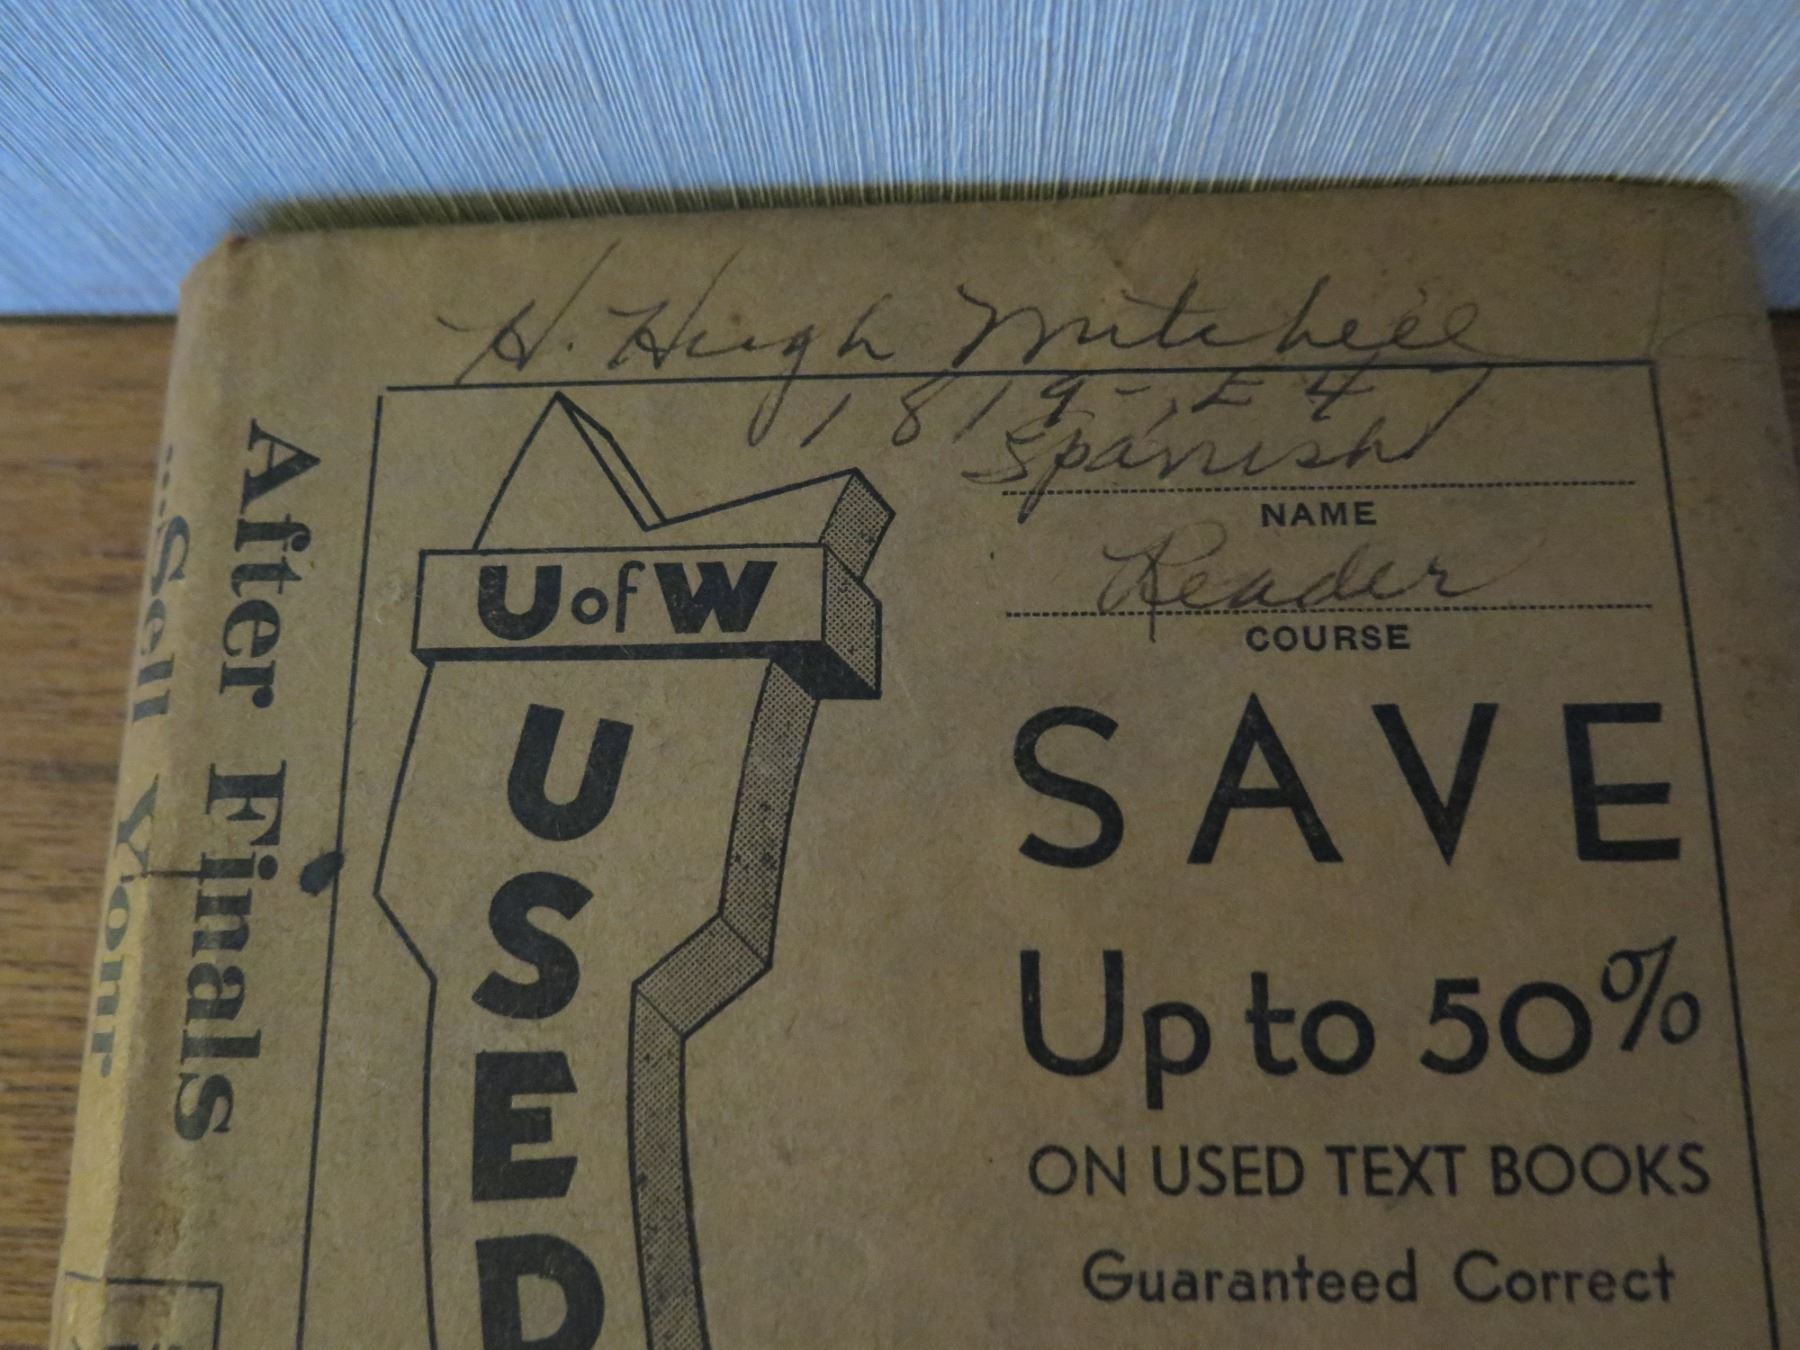 H. Hugh Mitchell
1819 - , E 47
Spanish
NAME
Reader
COURSE
U of W
USED
SAVE
Up to 50%
ON USED TEXT BOOKS
Guaranteed Correct
After Finals
...Sell Your